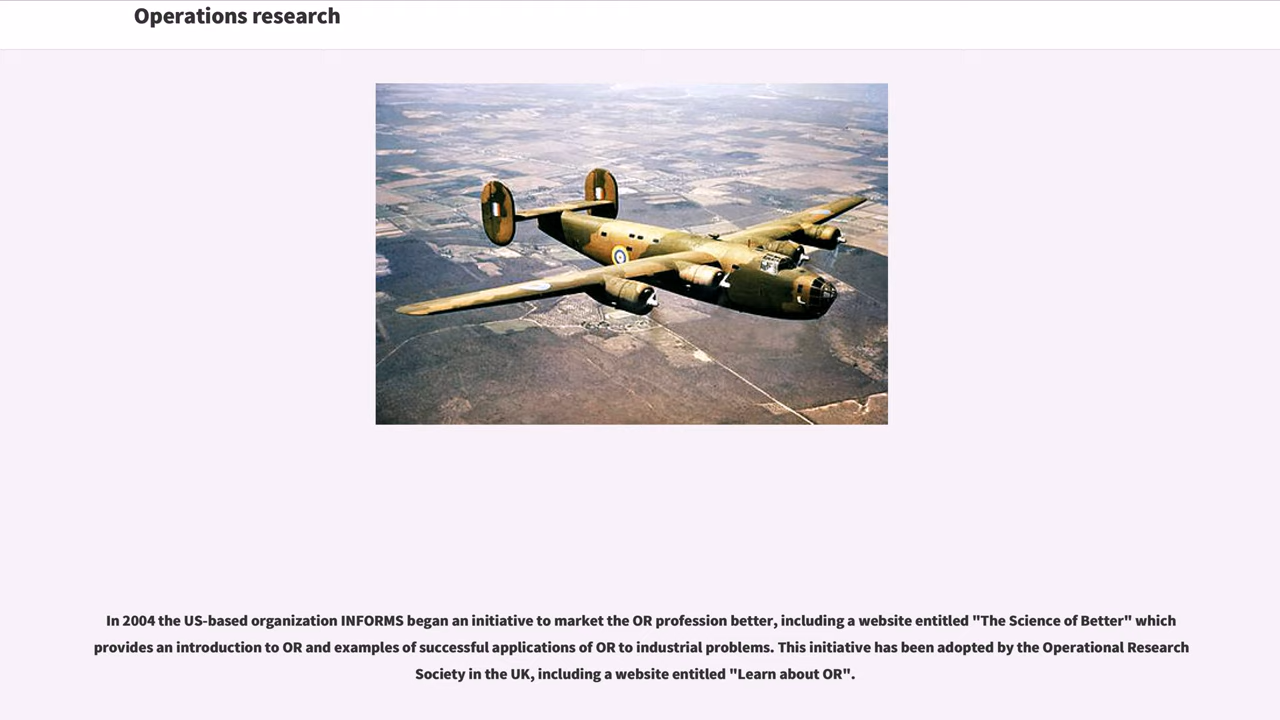 Operations research
In 2004 the US-based organization INFORMS began an initiative to market the OR profession better, including a website entitled "The Science of Better" which
provides an introduction to OR and examples of successful applications of OR to industrial problems. This initiative has been adopted by the Operational Research
Society in the UK, including a website entitled "Learn about OR".